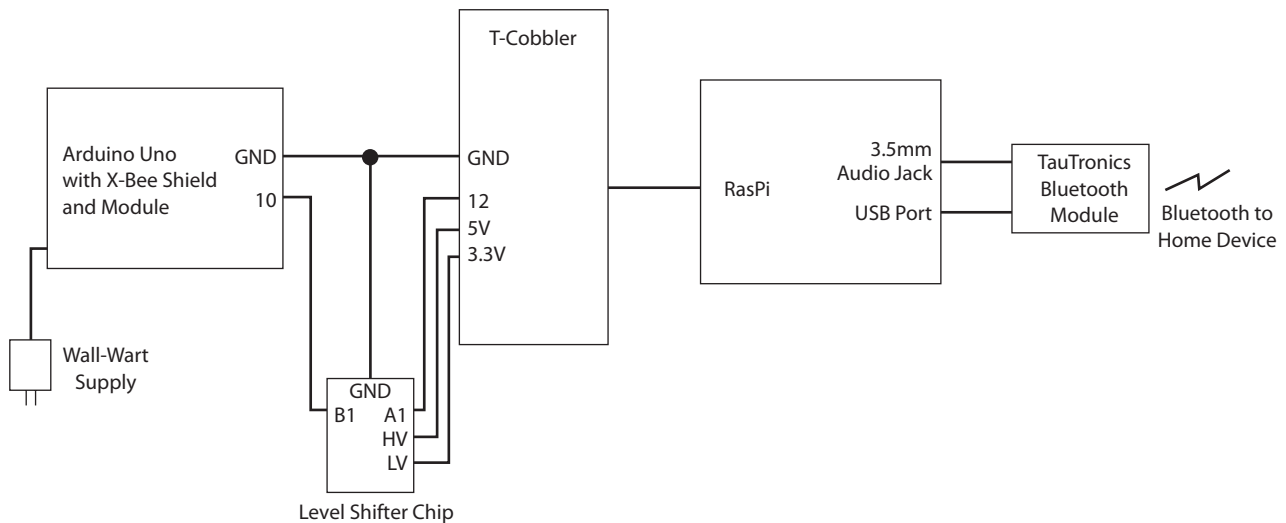 T-Cobbler
Arduino Uno
with X-Bee Shield
and Module
GND
10
GND
12
5V
3.3V
RasPi
3.5mm
Audio Jack
USB Port
TauTronics
Bluetooth
Module
Bluetooth to
Home Device
Wall-Wart
Supply
GND
B1
A1
HV
LV
Level Shifter Chip